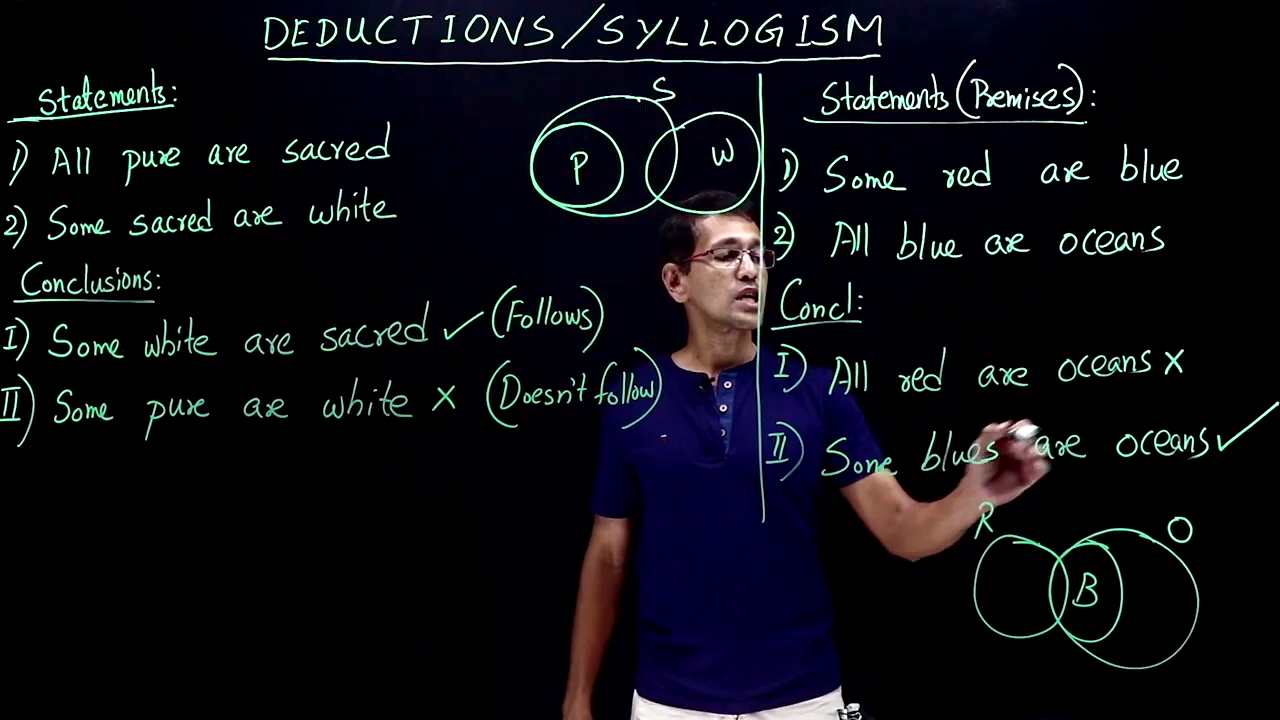 DEDUCTIONS/SYLLOGISM
Statements:
1) All pure are sacred
2) Some sacred are white
Conclusions:
I) Some white are sacred ✓ (Follows)
II) Some pure are white X (Doesn't follow)
S
P
W
Statements (Premises):
1) Some red are blue
2) All blue are oceans
Concl:
I) All red are oceans X
II) Some blues are oceans ✓
R
B
O